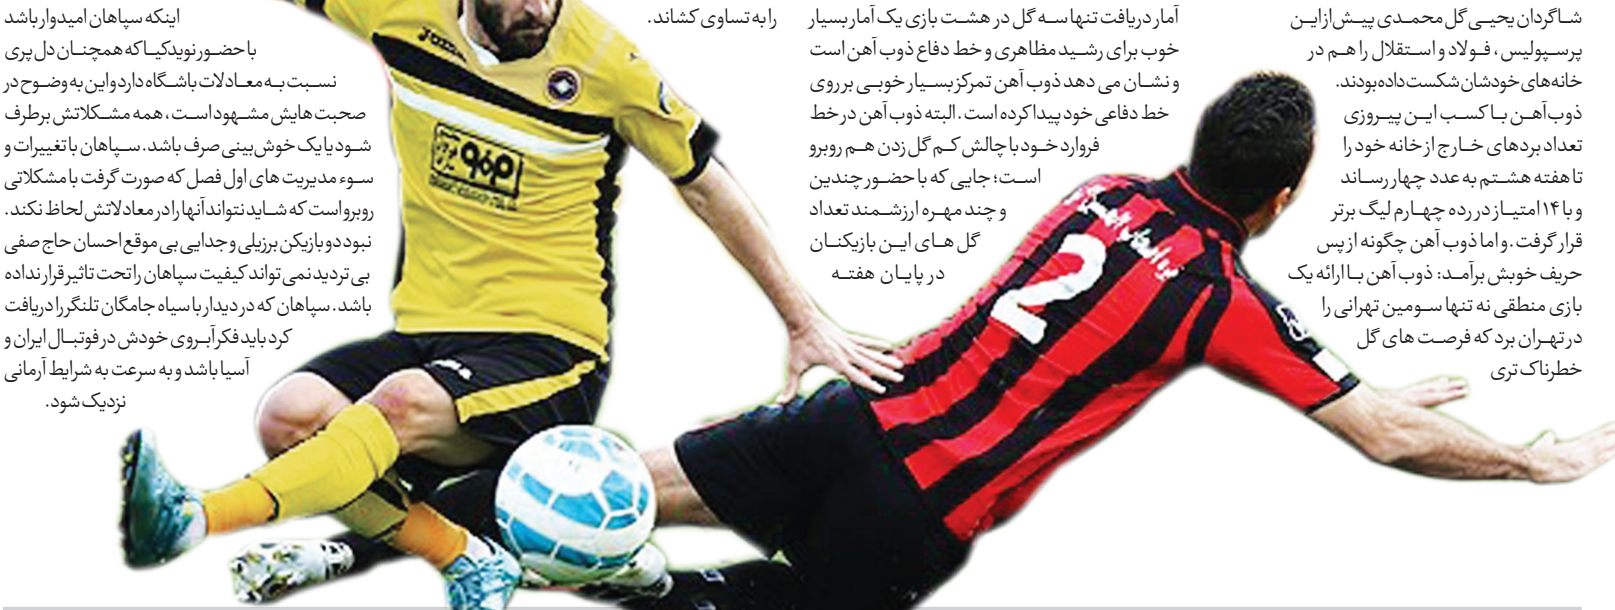 شاگردان یحیی گل محمدی پیش از این
پرسپولیس، فولاد و استقلال را هم در
خانه‌های خودشان شکست داده بودند.
ذوب‌آهن با کسب این پیروزی
تعداد بردهای خارج از خانه خود را
تا هفته هشتم به عدد چهار رساند
و با ۱۴ امتیاز در رده چهارم لیگ برتر
قرار گرفت. و اما ذوب آهن چگونه از پس
حریف خوبش برآمد: ذوب آهن با ارائه یک
بازی منطقی نه تنها سومین تهرانی را
در تهران برد که فرصت های گل
خطرناک تری
آمار دریافت تنها سه گل در هشت بازی یک آمار بسیار
خوب برای رشید مظاهری و خط دفاع ذوب آهن است
و نشان می دهد ذوب آهن تمرکز بسیار خوبی بر روی
خط دفاعی خود پیدا کرده است. البته ذوب آهن در خط
فروارد خود با چالش کم گل زدن هم روبرو
است؛ جایی که با حضور چندین
و چند مهره ارزشمند تعداد
گل های این بازیکنان
در پایان هفته
را به تساوی کشاند.
اینکه سپاهان امیدوار باشد
با حضور نوید کیا که همچنان دل پری
نسبت به معادلات باشگاه دارد و این به وضوح در
صحبت هایش مشهود است، همه مشکلاتش برطرف
شود یا یک خوش بینی صرف باشد. سپاهان با تغییرات و
سوء مدیریت های اول فصل که صورت گرفت با مشکلاتی
روبرو است که شاید نتواند آنها را در معادلاتش لحاظ نکند.
نبود دو بازیکن برزیلی و جدایی بی موقع احسان حاج صفی
بی تردید نمی تواند کیفیت سپاهان را تحت تاثیر قرار نداده
باشد. سپاهان که در دیدار با سیاه جامگان تلنگر را دریافت
کرد باید فکر آبروی خودش در فوتبال ایران و
آسیا باشد و به سرعت به شرایط آرمانی
نزدیک شود.
2